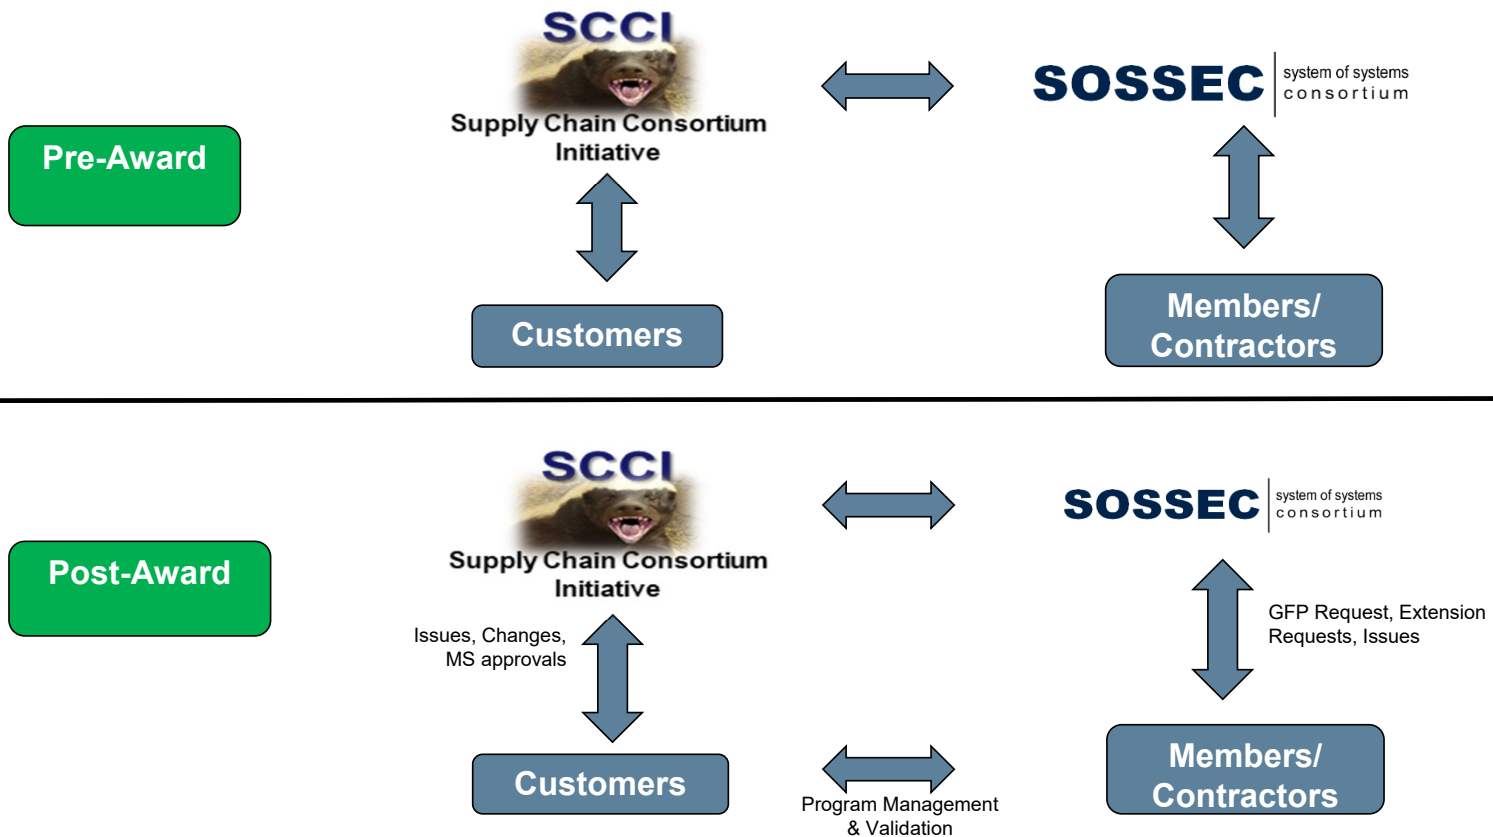 SCCI
Supply Chain Consortium
Initiative
SOSSEC
system of systems
consortium
Pre-Award
Customers
Members/
Contractors
SCCI
Supply Chain Consortium
Initiative
SOSSEC
system of systems
consortium
Post-Award
Issues, Changes,
MS approvals
GFP Request, Extension
Requests, Issues
Customers
Program Management
& Validation
Members/
Contractors